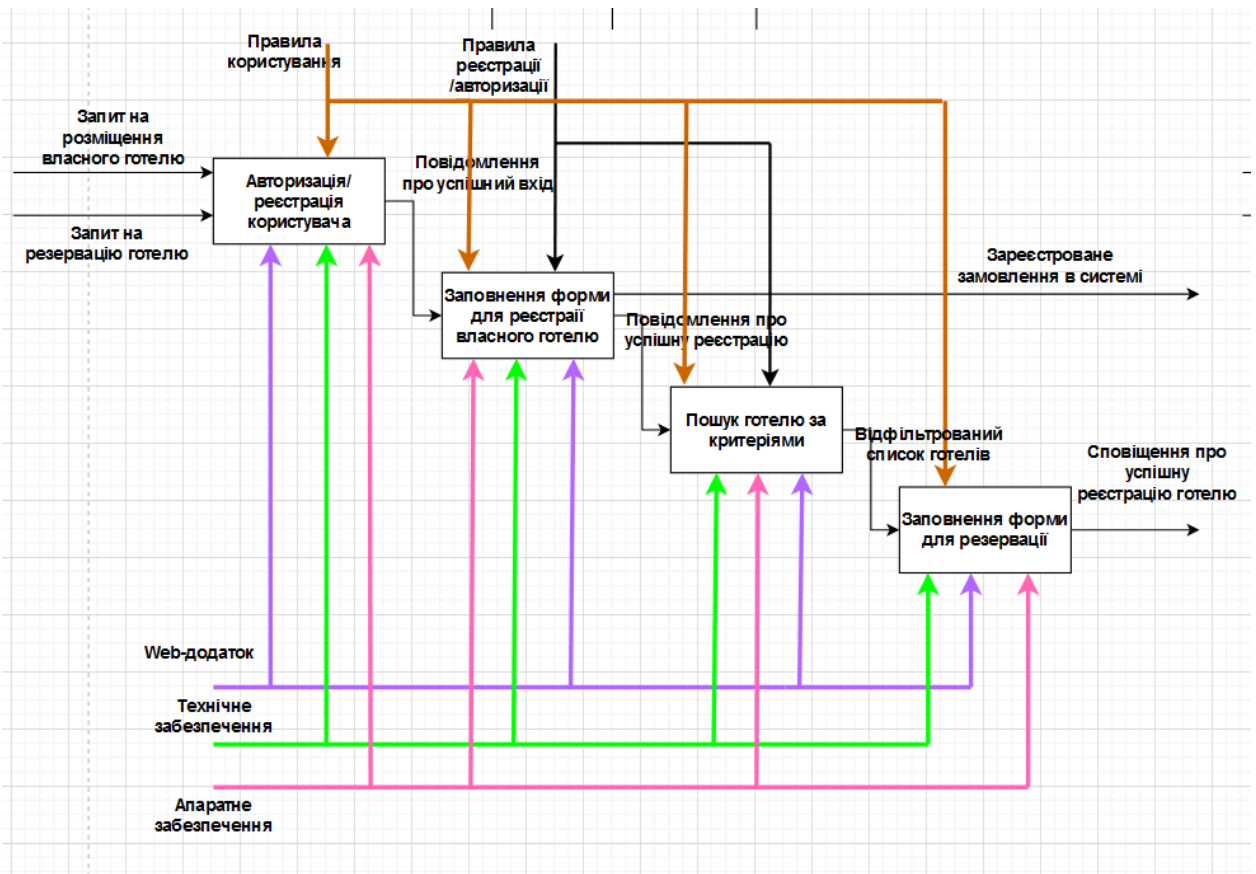 Правила
користування
Правила
реєстрації
/авторизації
Запит на
розміщення
власного готелю
Запит на
резервацію готелю
Авторизація/
реєстрація
користувача
Повідомлення
про успішний вхід
Заповнення форми
для реєстраії
власного готелю
Зареєстроване
замовлення в системі
Повідомлення про
успішну реєстрацію
Пошук готелю за
критеріями
Відфільтрований
список готелів
Заповнення форми
для резервації
Сповіщення про
успішну
реєстрацію готелю
Web-додаток
Технічне
забезпечення
Апаратне
забезпечення